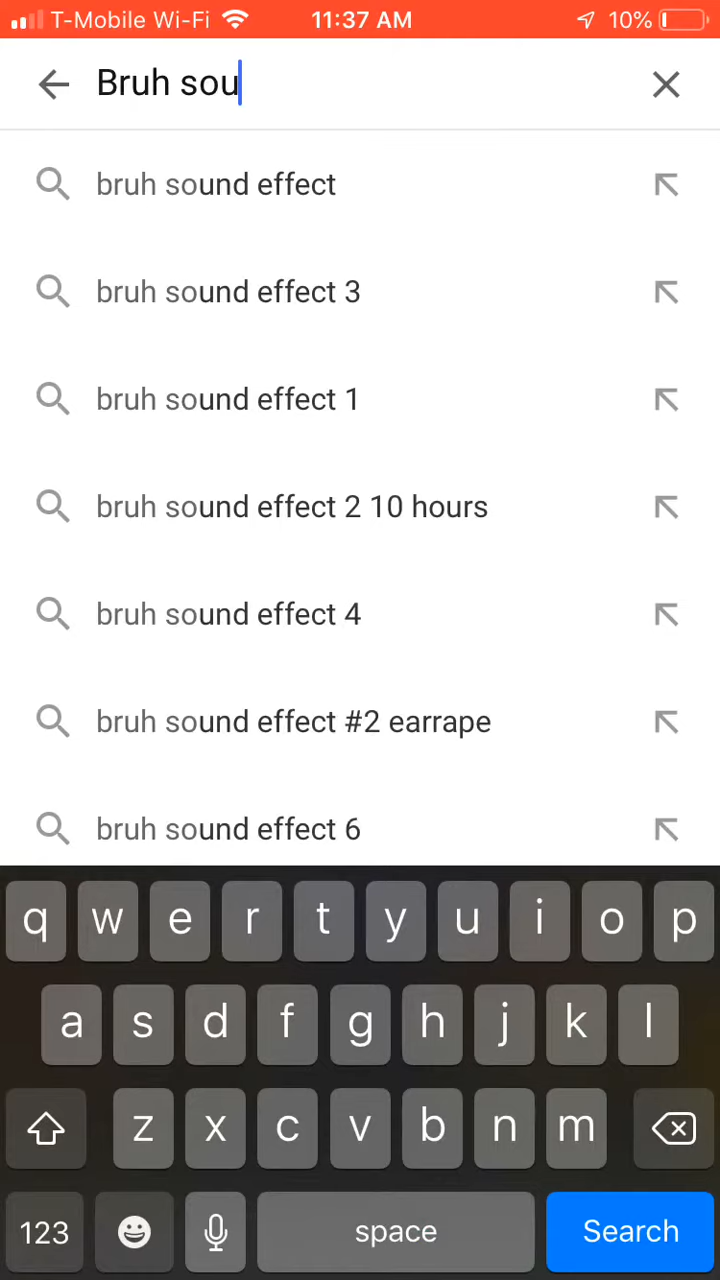 T-Mobile Wi-Fi 11:37 AM 10%
Bruh sou
bruh sound effect
bruh sound effect 3
bruh sound effect 1
bruh sound effect 2 10 hours
bruh sound effect 4
bruh sound effect #2 earrape
bruh sound effect 6
q w e r t y u i o p
a s d f g h j k l
z x c v b n m
123 space Search